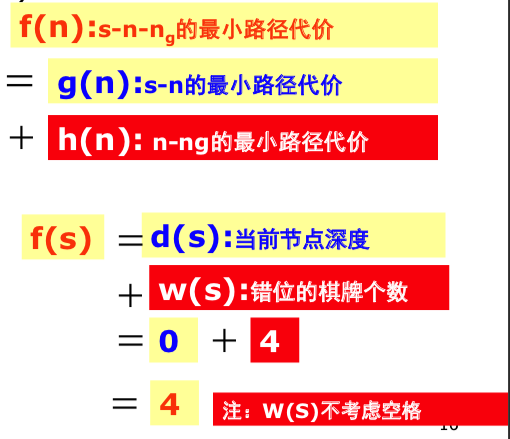 f(n):s-n-ng的最小路径代价
= g(n):s-n的最小路径代价
+ h(n): n-ng的最小路径代价
f(s) = d(s):当前节点深度
+ w(s):错位的棋牌个数
= 0 + 4
= 4 注：W(S)不考虑空格